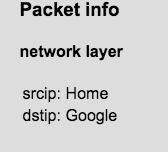 Packet info
network layer
srcip: Home
dstip: Google